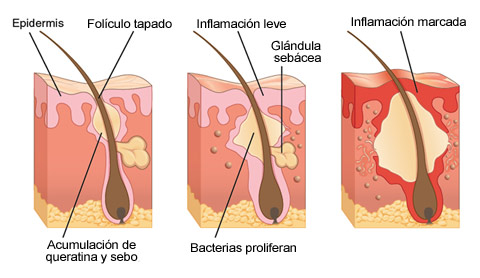 Epidermis
Folículo tapado
Inflamación leve
Glándula
sebácea
Inflamación marcada
Acumulación de
queratina y sebo
Bacterias proliferan